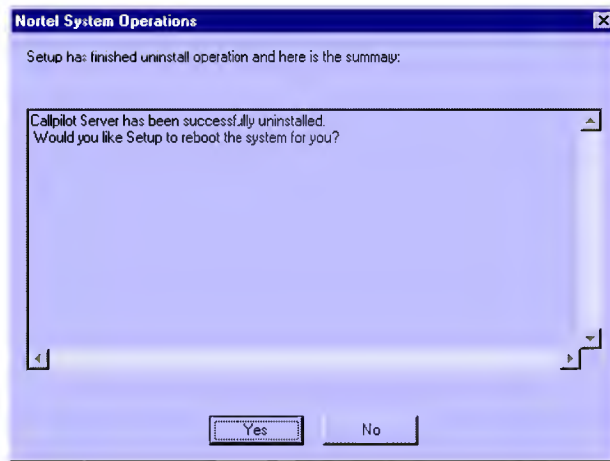 Nortel System Operations
Setup has finished uninstall operation and here is the summary:
Callpilot Server has been successfully uninstalled.
Would you like Setup to reboot the system for you?
Yes
No